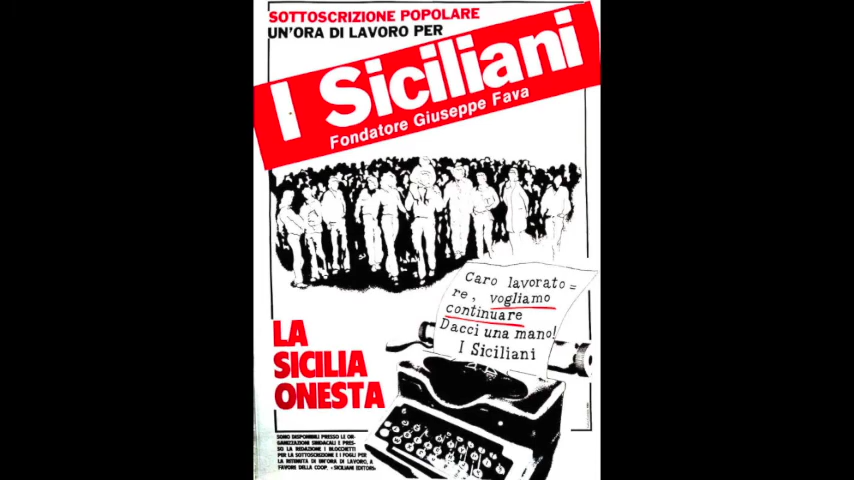 SOTTOSCRIZIONE POPOLARE
UN'ORA DI LAVORO PER
I Siciliani
Fondatore Giuseppe Fava
Caro lavorato=
re, vogliamo
continuare
Dacci una mano!
I Siciliani
LA
SICILIA
ONESTA
SONO DISPONIBILI PRESSO LE OR-
GANIZZAZIONI SINDACALI E PRES-
SO LA REDAZIONE I BLOCCHETTI
PER LA SOTTOSCRIZIONE E I FOGLI PER
LA RITENUTA DI UN'ORA DI LAVORO, A
FAVORE DELLA COOP. «SICILIANI EDITORI»